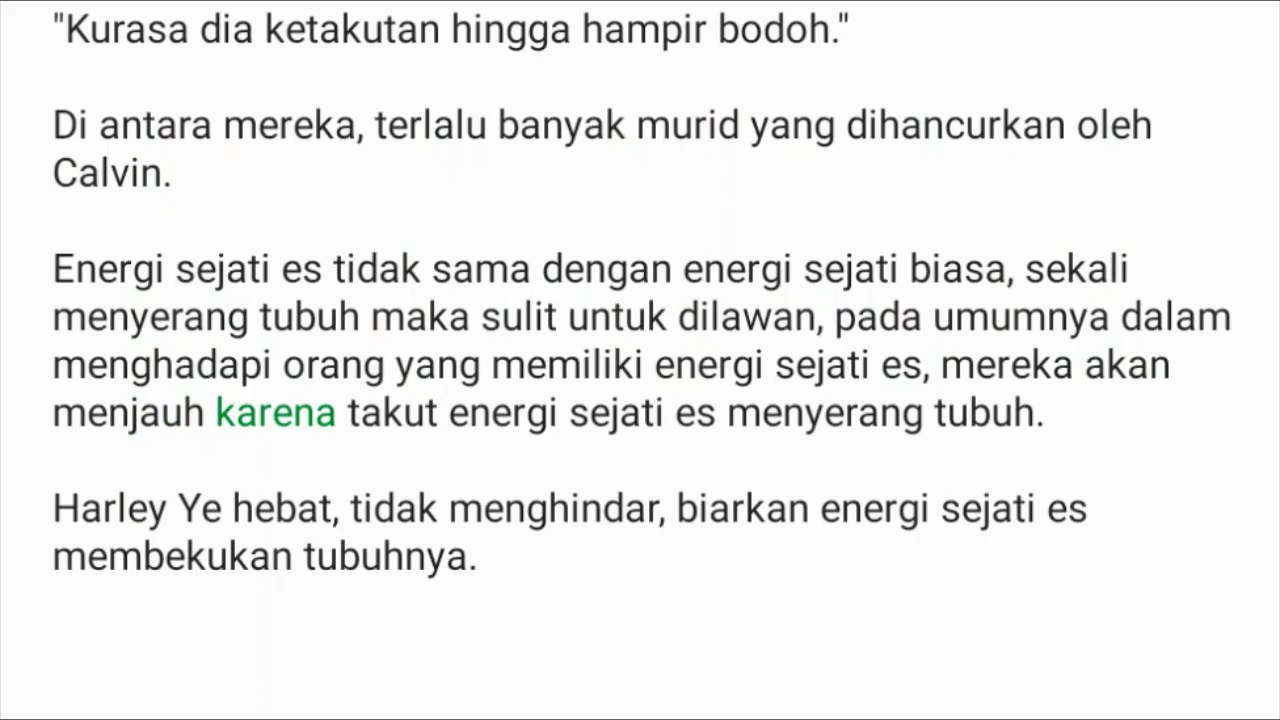 "Kurasa dia ketakutan hingga hampir bodoh."
Di antara mereka, terlalu banyak murid yang dihancurkan oleh
Calvin.
Energi sejati es tidak sama dengan energi sejati biasa, sekali
menyerang tubuh maka sulit untuk dilawan, pada umumnya dalam
menghadapi orang yang memiliki energi sejati es, mereka akan
menjauh karena takut energi sejati es menyerang tubuh.
Harley Ye hebat, tidak menghindar, biarkan energi sejati es
membekukan tubuhnya.